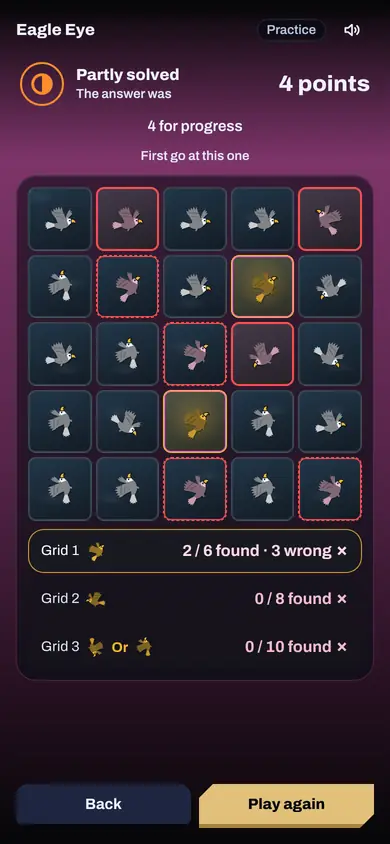 Eagle Eye
Practice
Partly solved
The answer was
4 points
4 for progress
First go at this one
Grid 1 2 / 6 found · 3 wrong ×
Grid 2 0 / 8 found ×
Grid 3 Or 0 / 10 found ×
Back
Play again